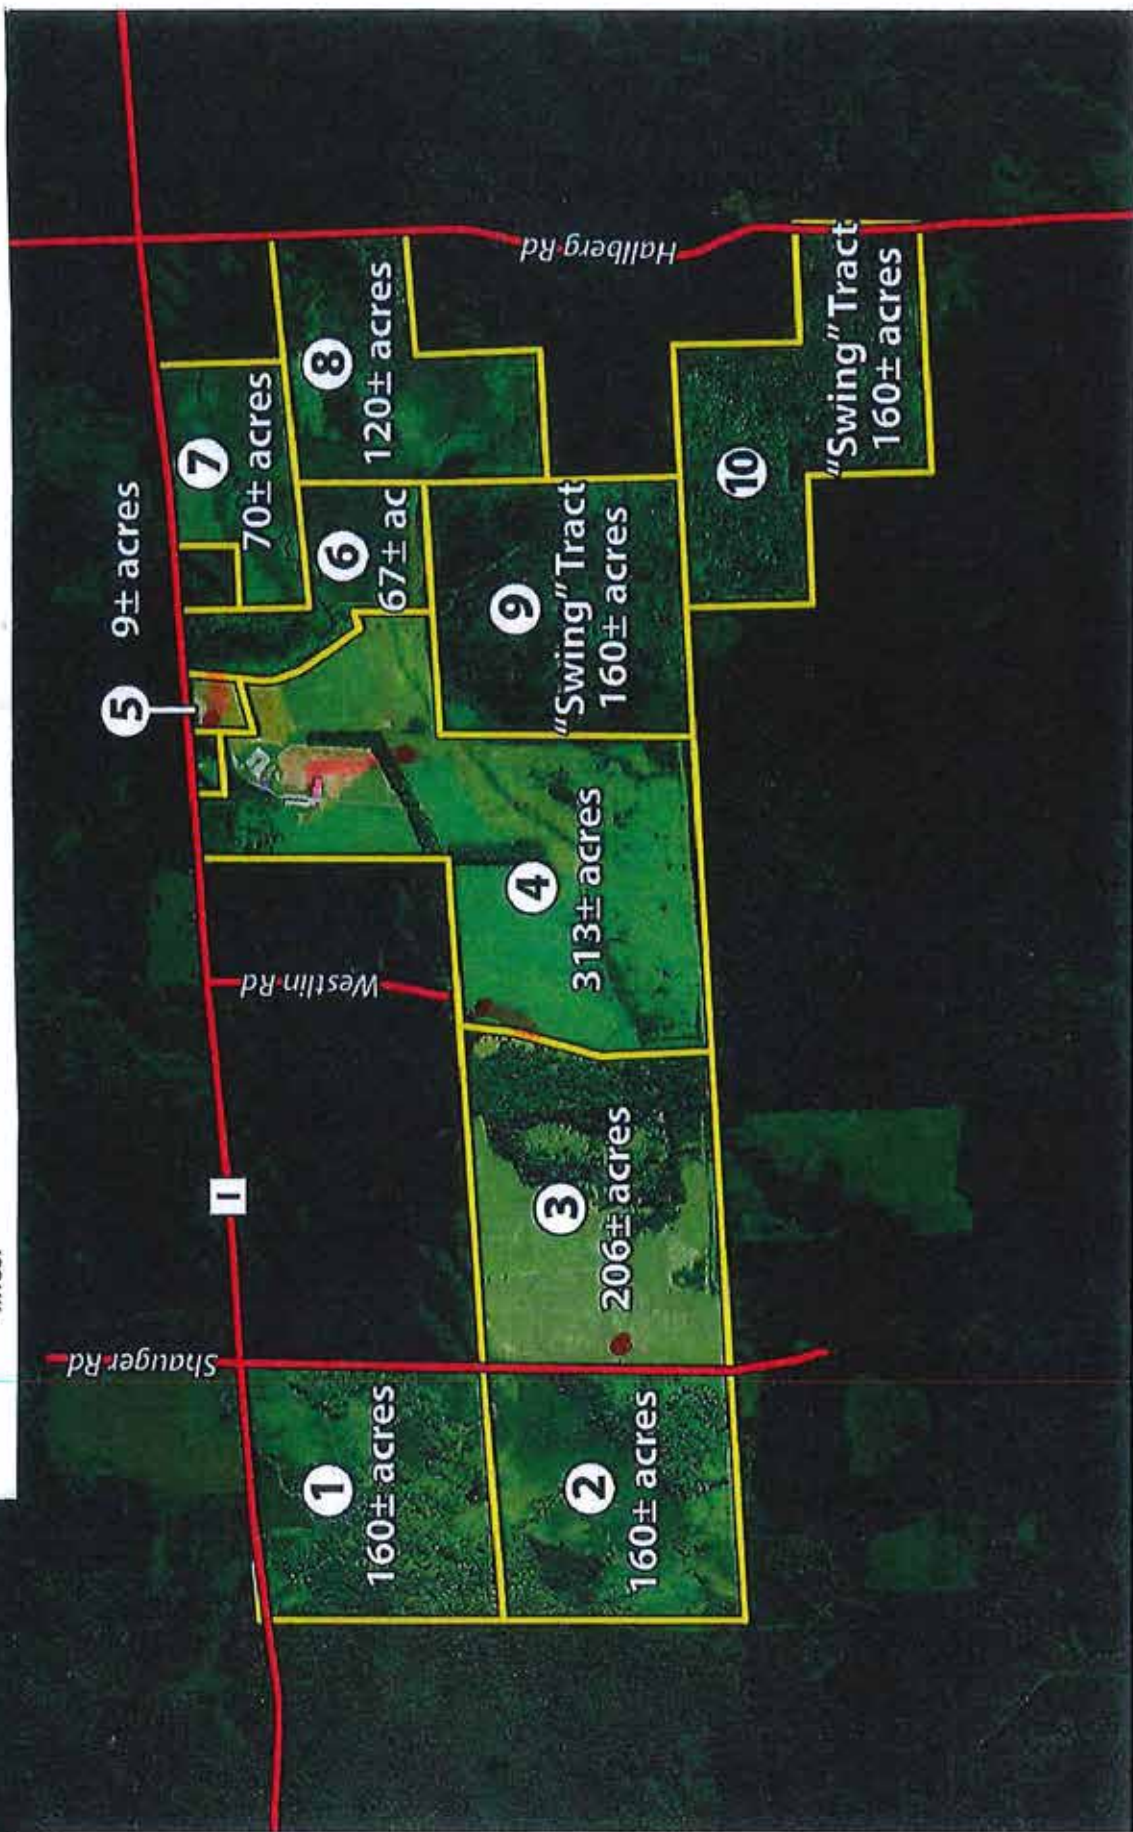 5
9± acres
Shauger Rd
I
Westlin Rd
7
70± acres
1
160± acres
6
67± ac
8
120± acres
Hallberg Rd
2
160± acres
3
206± acres
4
313± acres
9
"Swing" Tract
160± acres
10
"Swing" Tract
160± acres